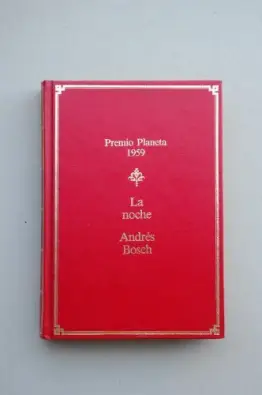 Premio Planeta
1959
La
noche
Andrés
Bosch